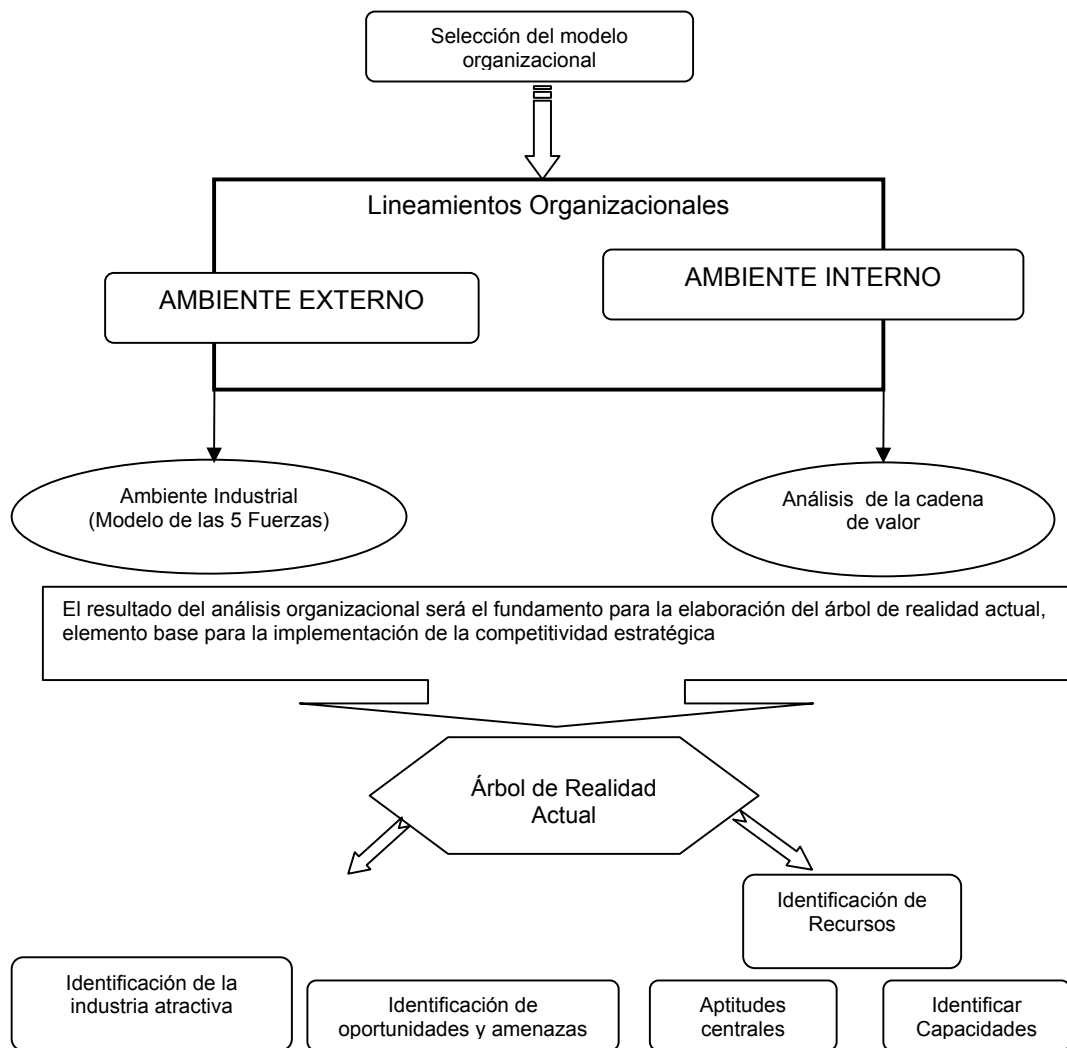 Selección del modelo
organizacional
Lineamientos Organizacionales
AMBIENTE EXTERNO
AMBIENTE INTERNO
Ambiente Industrial
(Modelo de las 5 Fuerzas)
Análisis de la cadena
de valor
El resultado del análisis organizacional será el fundamento para la elaboración del árbol de realidad actual,
elemento base para la implementación de la competitividad estratégica
Árbol de Realidad
Actual
Identificación de
Recursos
Identificación de la
industria atractiva
Identificación de
oportunidades y amenazas
Aptitudes
centrales
Identificar
Capacidades